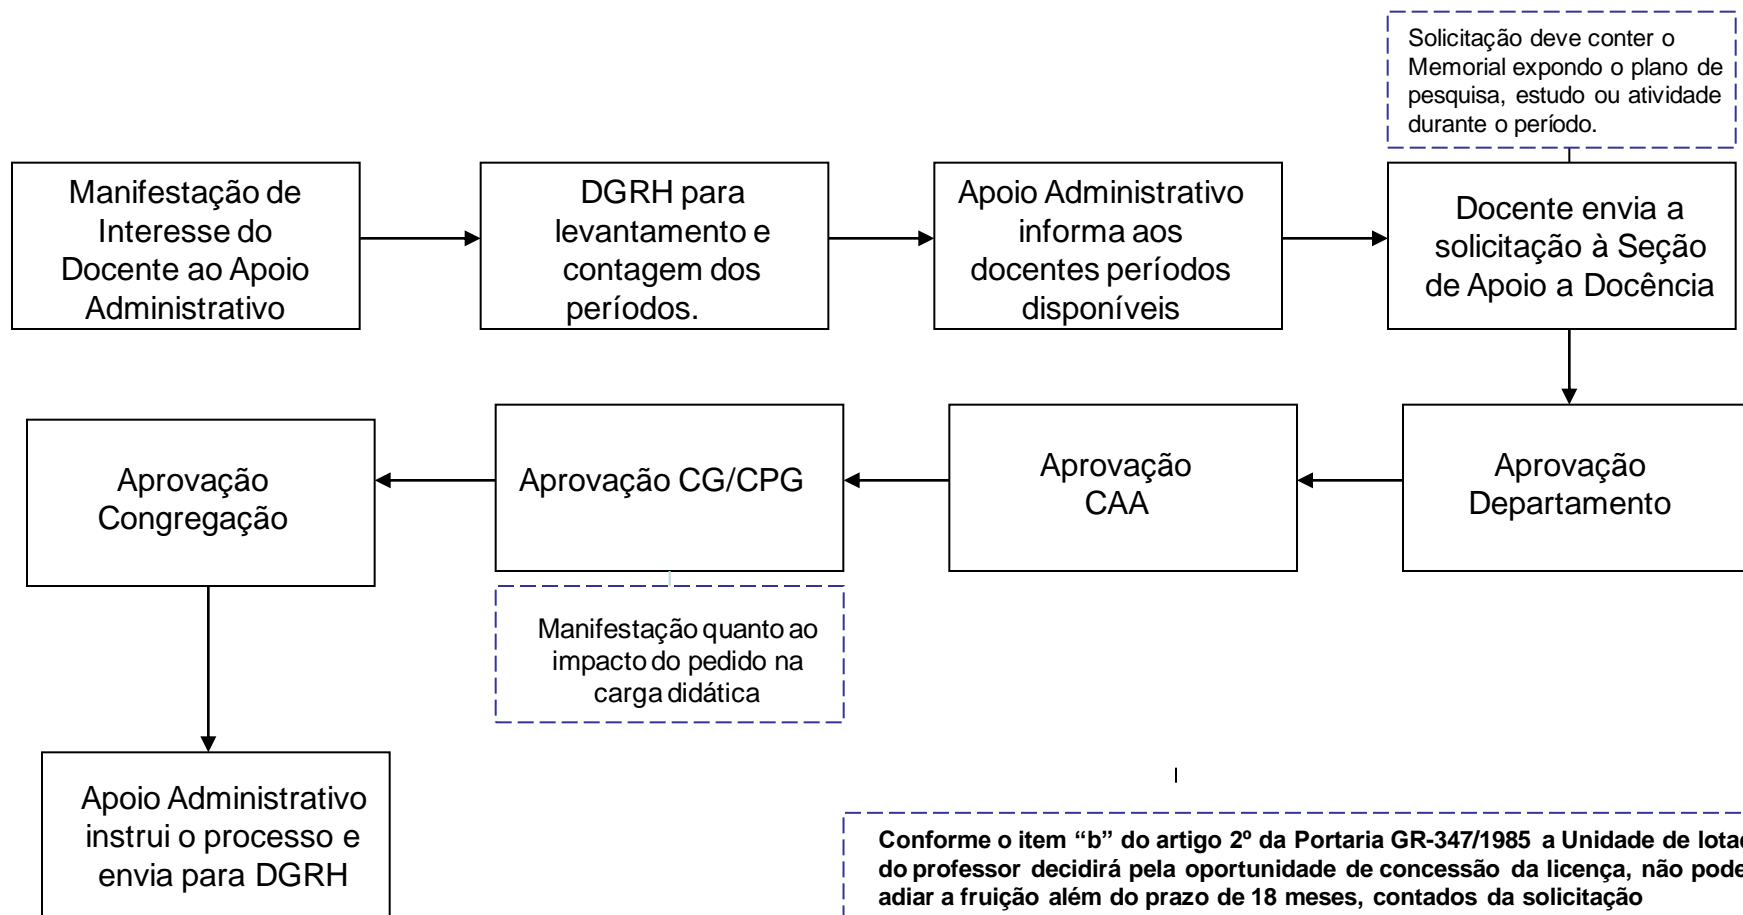 Solicitação deve conter o
Memorial expondo o plano de
pesquisa, estudo ou atividade
durante o período.
Manifestação de
Interesse do
Docente ao Apoio
Administrativo
DGRH para
levantamento e
contagem dos
períodos.
Apoio Administrativo
informa aos
docentes períodos
disponíveis
Docente envia a
solicitação à Seção
de Apoio a Docência
Aprovação
Departamento
Aprovação
CAA
Aprovação CG/CPG
Manifestação quanto ao
impacto do pedido na
carga didática
Aprovação
Congregação
Apoio Administrativo
instrui o processo e
envia para DGRH
Conforme o item “b” do artigo 2º da Portaria GR-347/1985 a Unidade de
do professor decidirá pela oportunidade de concessão da licença, não
adiar a fruição além do prazo de 18 meses, contados da solicitação